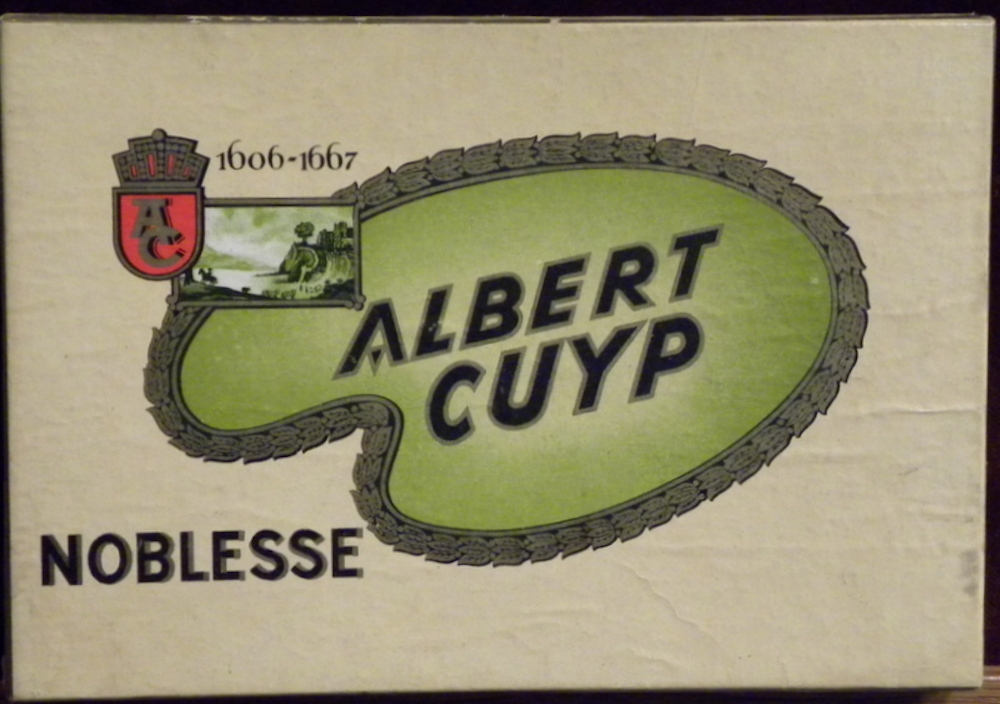 1606-1667
AC
ALBERT
CUYP
NOBLESSE